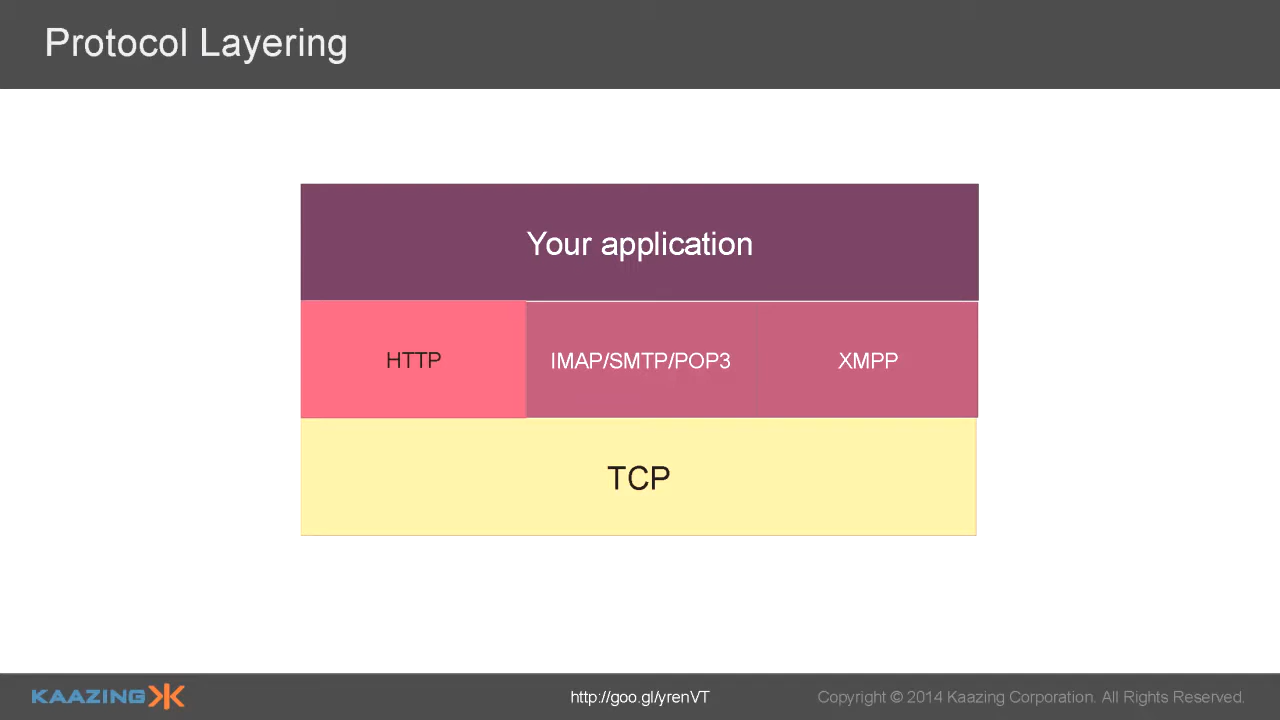 Protocol Layering
Your application
HTTP
IMAP/SMTP/POP3
XMPP
TCP
KAAZING
http://goo.gl/yrenVT
Copyright © 2014 Kaazing Corporation. All Rights Reserved.